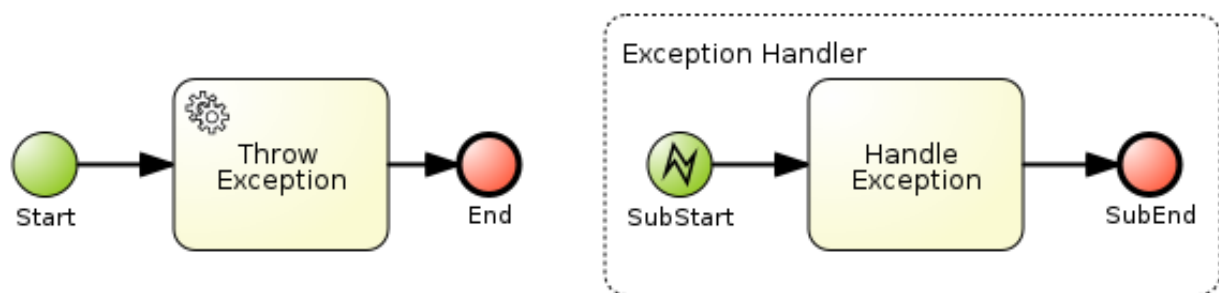 Throw
Exception
Start
End
Exception Handler
Handle
Exception
SubStart
SubEnd